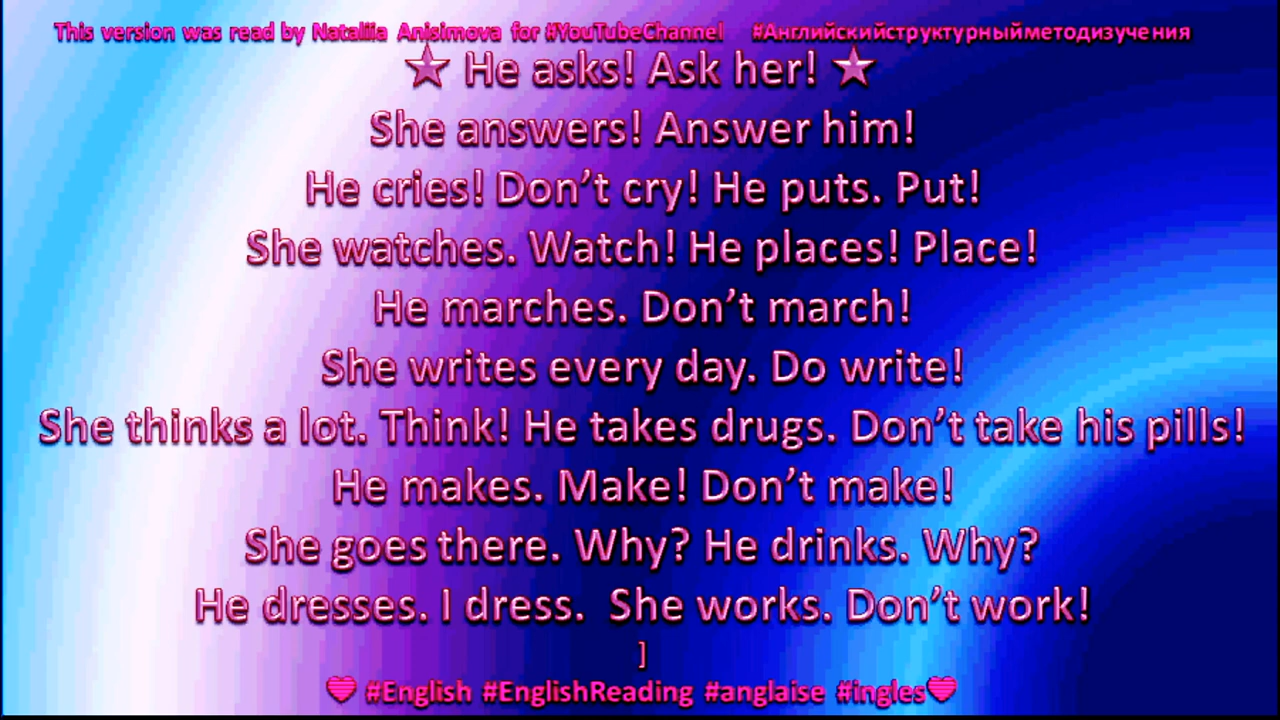 This version was read by Nataliia Anisimova for #YouTubeChannel #Английскийструктурныйметодизучения
★ He asks! Ask her! ★
She answers! Answer him!
He cries! Don’t cry! He puts. Put!
She watches. Watch! He places! Place!
He marches. Don’t march!
She writes every day. Do write!
She thinks a lot. Think! He takes drugs. Don’t take his pills!
He makes. Make! Don’t make!
She goes there. Why? He drinks. Why?
He dresses. I dress. She works. Don’t work!
]
♥ #English #EnglishReading #anglaise #ingles♥